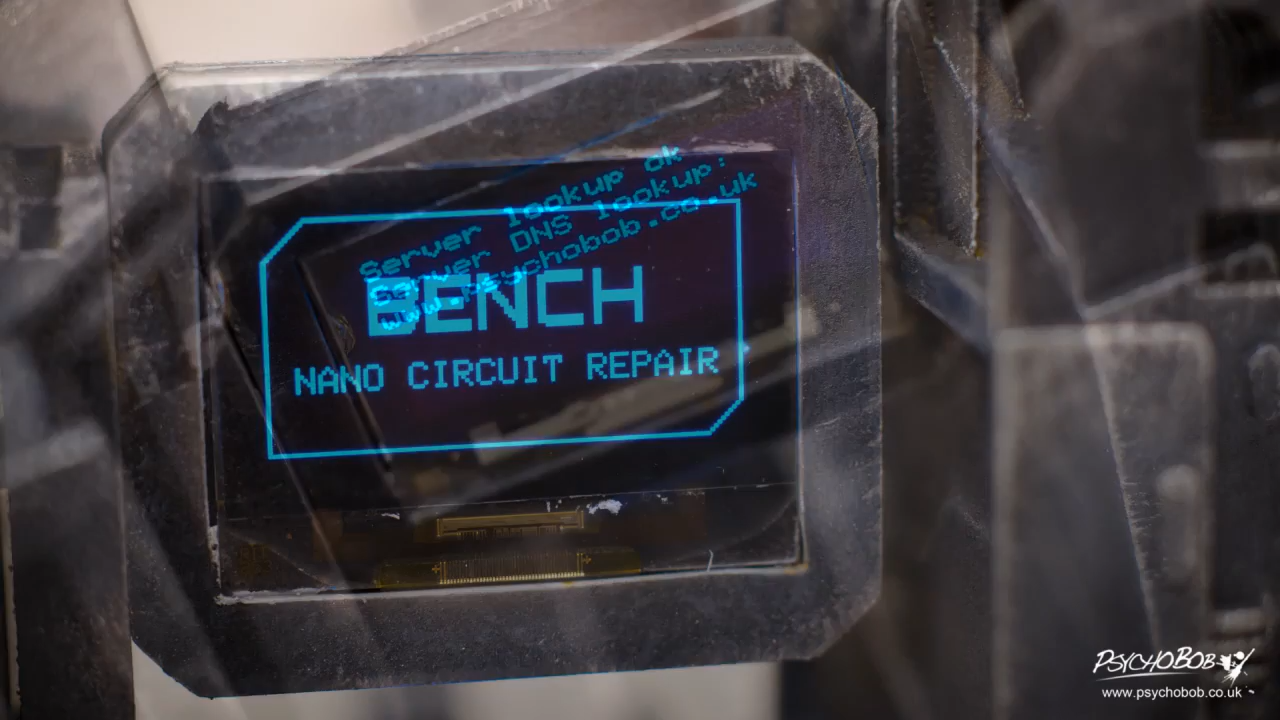 Server lookup ok
Server DNS lookup:
www.psychobob.co.uk
BENCH
NANO CIRCUIT REPAIR
PSYCHOBOB
www.psychobob.co.uk